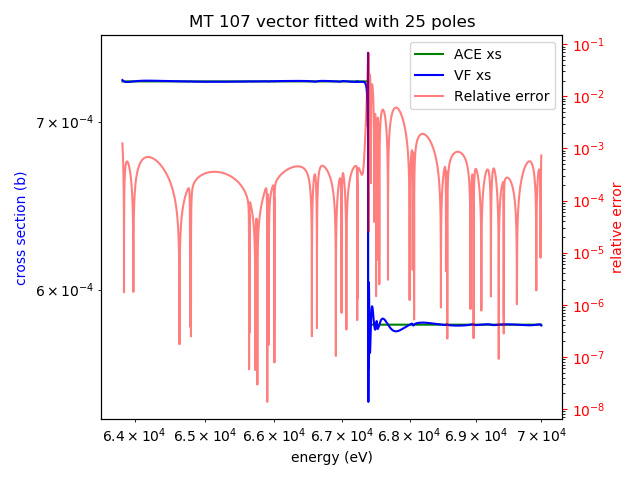 MT 107 vector fitted with 25 poles
ACE xs
VF xs
Relative error
cross section (b)
7 × 10⁻⁴
6 × 10⁻⁴
10⁻¹
10⁻²
10⁻³
10⁻⁴
10⁻⁵
10⁻⁶
10⁻⁷
10⁻⁸
relative error
6.4 × 10⁴ 6.5 × 10⁴ 6.6 × 10⁴ 6.7 × 10⁴ 6.8 × 10⁴ 6.9 × 10⁴ 7 × 10⁴
energy (eV)